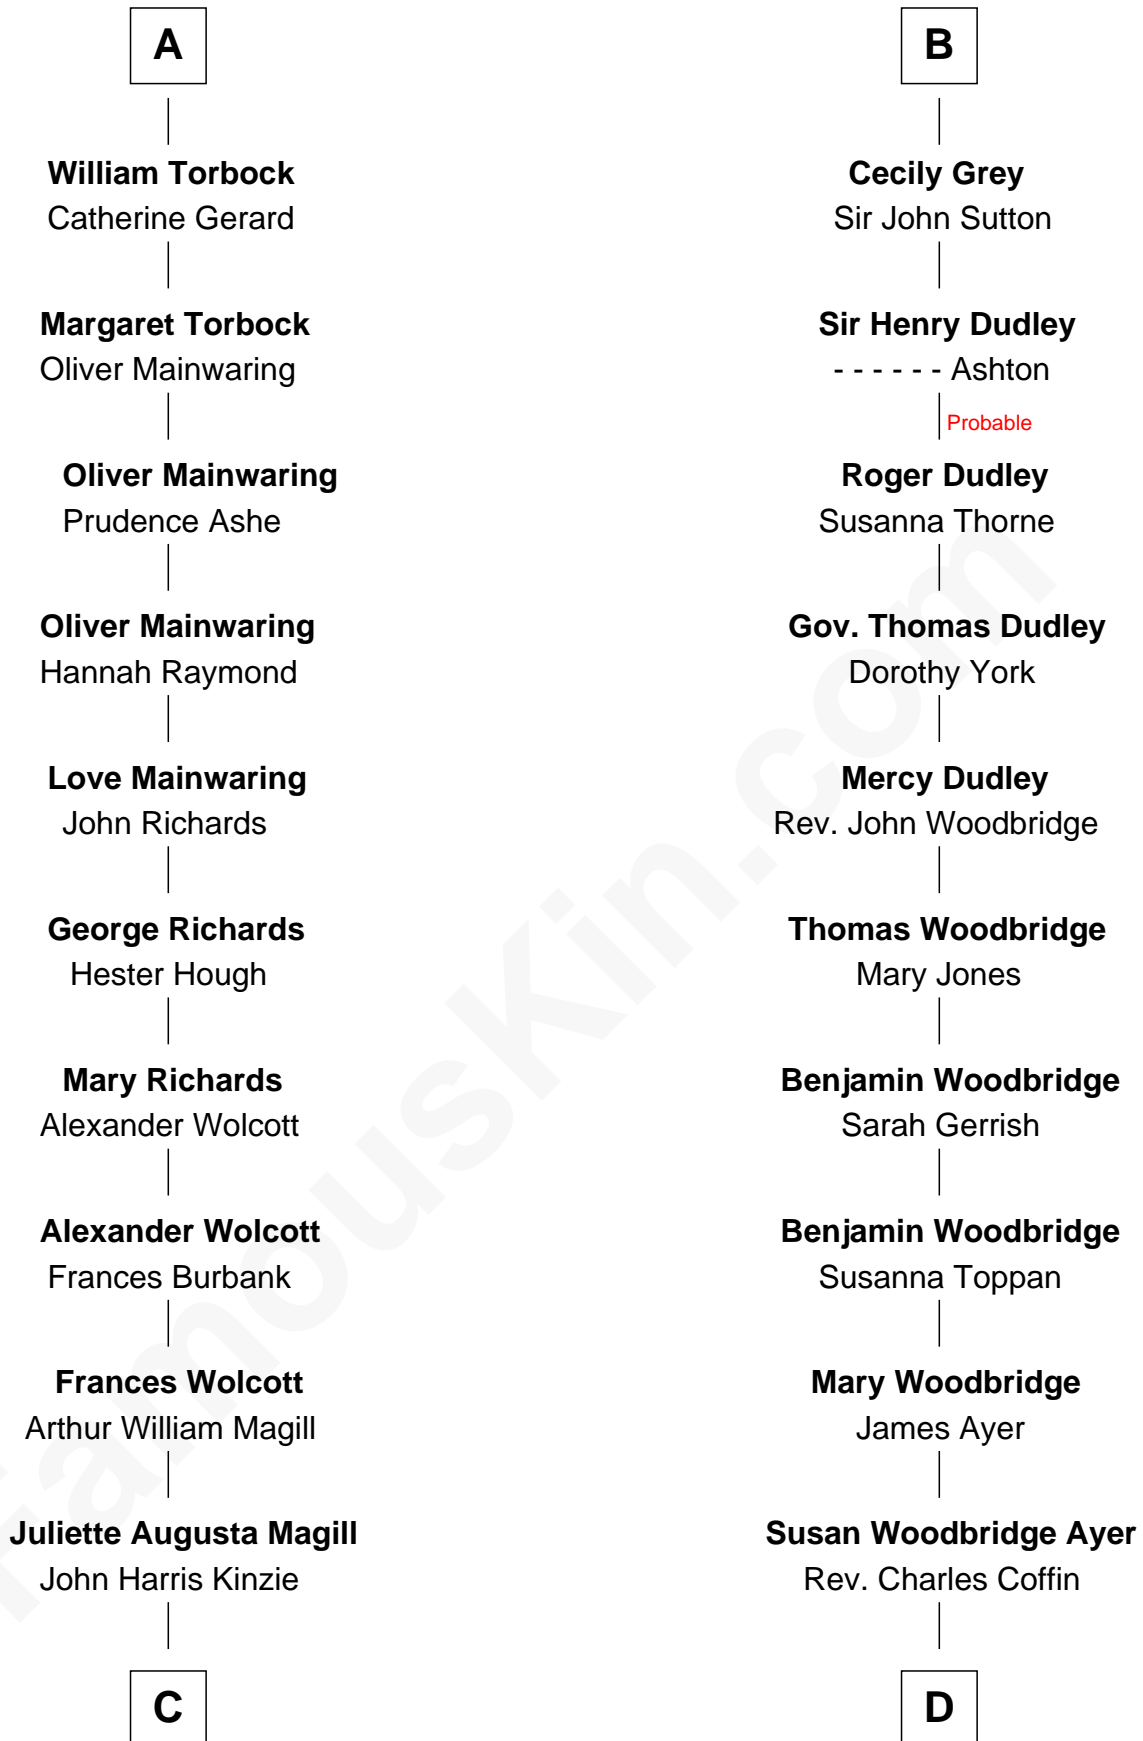 A
William Torbock
Catherine Gerard
Margaret Torbock
Oliver Mainwaring
Oliver Mainwaring
Prudence Ashe
Oliver Mainwaring
Hannah Raymond
Love Mainwaring
John Richards
George Richards
Hester Hough
Mary Richards
Alexander Wolcott
Alexander Wolcott
Frances Burbank
Frances Wolcott
Arthur William Magill
Juliette Augusta Magill
John Harris Kinzie
C
B
Cecily Grey
Sir John Sutton
Sir Henry Dudley
- - - - - - Ashton
Probable
Roger Dudley
Susanna Thorne
Gov. Thomas Dudley
Dorothy York
Mercy Dudley
Rev. John Woodbridge
Thomas Woodbridge
Mary Jones
Benjamin Woodbridge
Sarah Gerrish
Benjamin Woodbridge
Susanna Toppan
Mary Woodbridge
James Ayer
Susan Woodbridge Ayer
Rev. Charles Coffin
D
FamousKin.com